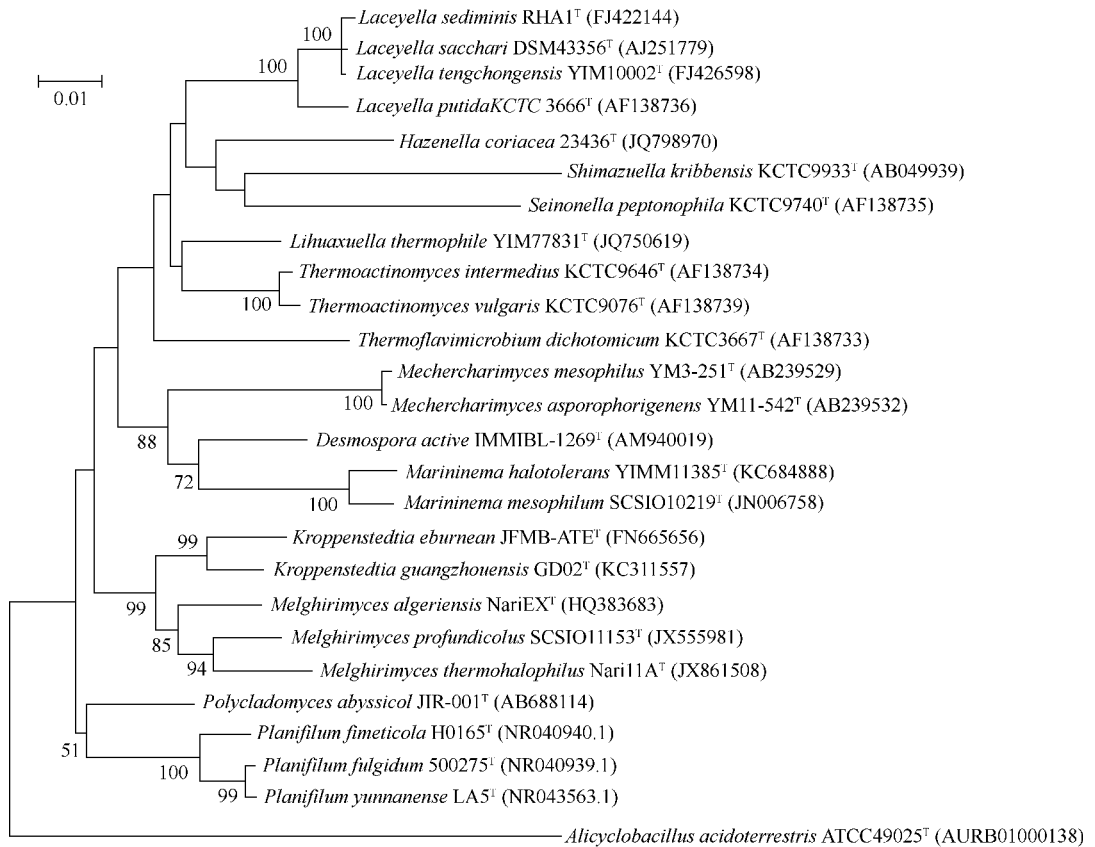 Laceyella sediminis RHA1ᵀ (FJ422144)
100
Laceyella sacchari DSM43356ᵀ (AJ251779)
100
Laceyella tengchongensis YIM10002ᵀ (FJ426598)
0.01
Laceyella putidaKCTC 3666ᵀ (AF138736)
Hazenella coriacea 23436ᵀ (JQ798970)
Shimazuella kribbensis KCTC9933ᵀ (AB049939)
Seinonella peptonophila KCTC9740ᵀ (AF138735)
Lihuaxuella thermophile YIM77831ᵀ (JQ750619)
Thermoactinomyces intermedius KCTC9646ᵀ (AF138734)
100
Thermoactinomyces vulgaris KCTC9076ᵀ (AF138739)
Thermoflavimicrobium dichotomicum KCTC3667ᵀ (AF138733)
Mechercharimyces mesophilus YM3-251ᵀ (AB239529)
100
Mechercharimyces asporophorigenens YM11-542ᵀ (AB239532)
88
Desmospora active IMMIBL-1269ᵀ (AM940019)
Marininema halotolerans YIMM11385ᵀ (KC684888)
72
100
Marininema mesophilum SCSIO10219ᵀ (JN006758)
Kroppenstedtia eburnean JFMB-ATEᵀ (FN665656)
99
Kroppenstedtia guangzhouensis GD02ᵀ (KC311557)
99
Melghirimyces algeriensis NariEXᵀ (HQ383683)
85
Melghirimyces profundicolus SCSIO11153ᵀ (JX555981)
94
Melghirimyces thermohalophilus Nari11Aᵀ (JX861508)
Polycladomyces abyssicol JIR-001ᵀ (AB688114)
Planifilum fimeticola H0165ᵀ (NR040940.1)
51
Planifilum fulgidum 500275ᵀ (NR040939.1)
100
99
Planifilum yunnanense LA5ᵀ (NR043563.1)
Alicyclobacillus acidoterrestris ATCC49025ᵀ (AURB01000138)